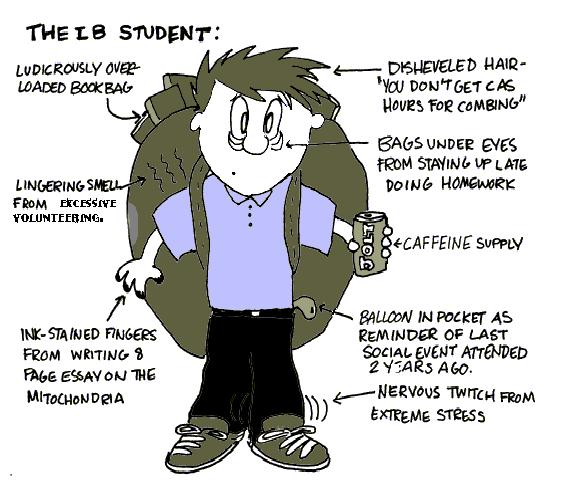 THE IB STUDENT:
LUDICROUSLY OVER-
LOADED BOOKBAG
LINGERING SMELL
FROM EXCESSIVE
VOLUNTEERING.
INK-STAINED FINGERS
FROM WRITING 8
PAGE ESSAY ON THE
MITOCHONDRIA
DISHEVELED HAIR-
"YOU DON'T GET CAS
HOURS FOR COMBING"
BAGS UNDER EYES
FROM STAYING UP LATE
DOING HOMEWORK
JOLT
CAFFEINE SUPPLY
BALLOON IN POCKET AS
REMINDER OF LAST
SOCIAL EVENT ATTENDED
2 YEARS AGO.
NERVOUS TWITCH FROM
EXTREME STRESS